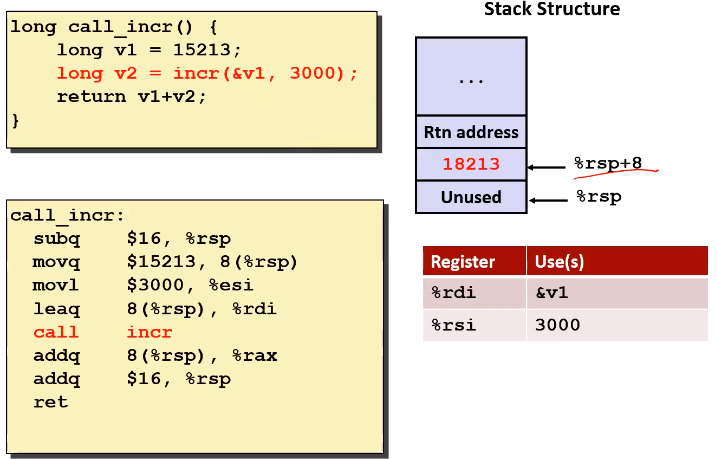 long call_incr() {
    long v1 = 15213;
    long v2 = incr(&v1, 3000);
    return v1+v2;
}
call_incr:
  subq    $16, %rsp
  movq    $15213, 8(%rsp)
  movl    $3000, %esi
  leaq    8(%rsp), %rdi
  call    incr
  addq    8(%rsp), %rax
  addq    $16, %rsp
  ret
Stack Structure
...
Rtn address
18213 %rsp+8
Unused %rsp
Register Use(s)
%rdi &v1
%rsi 3000